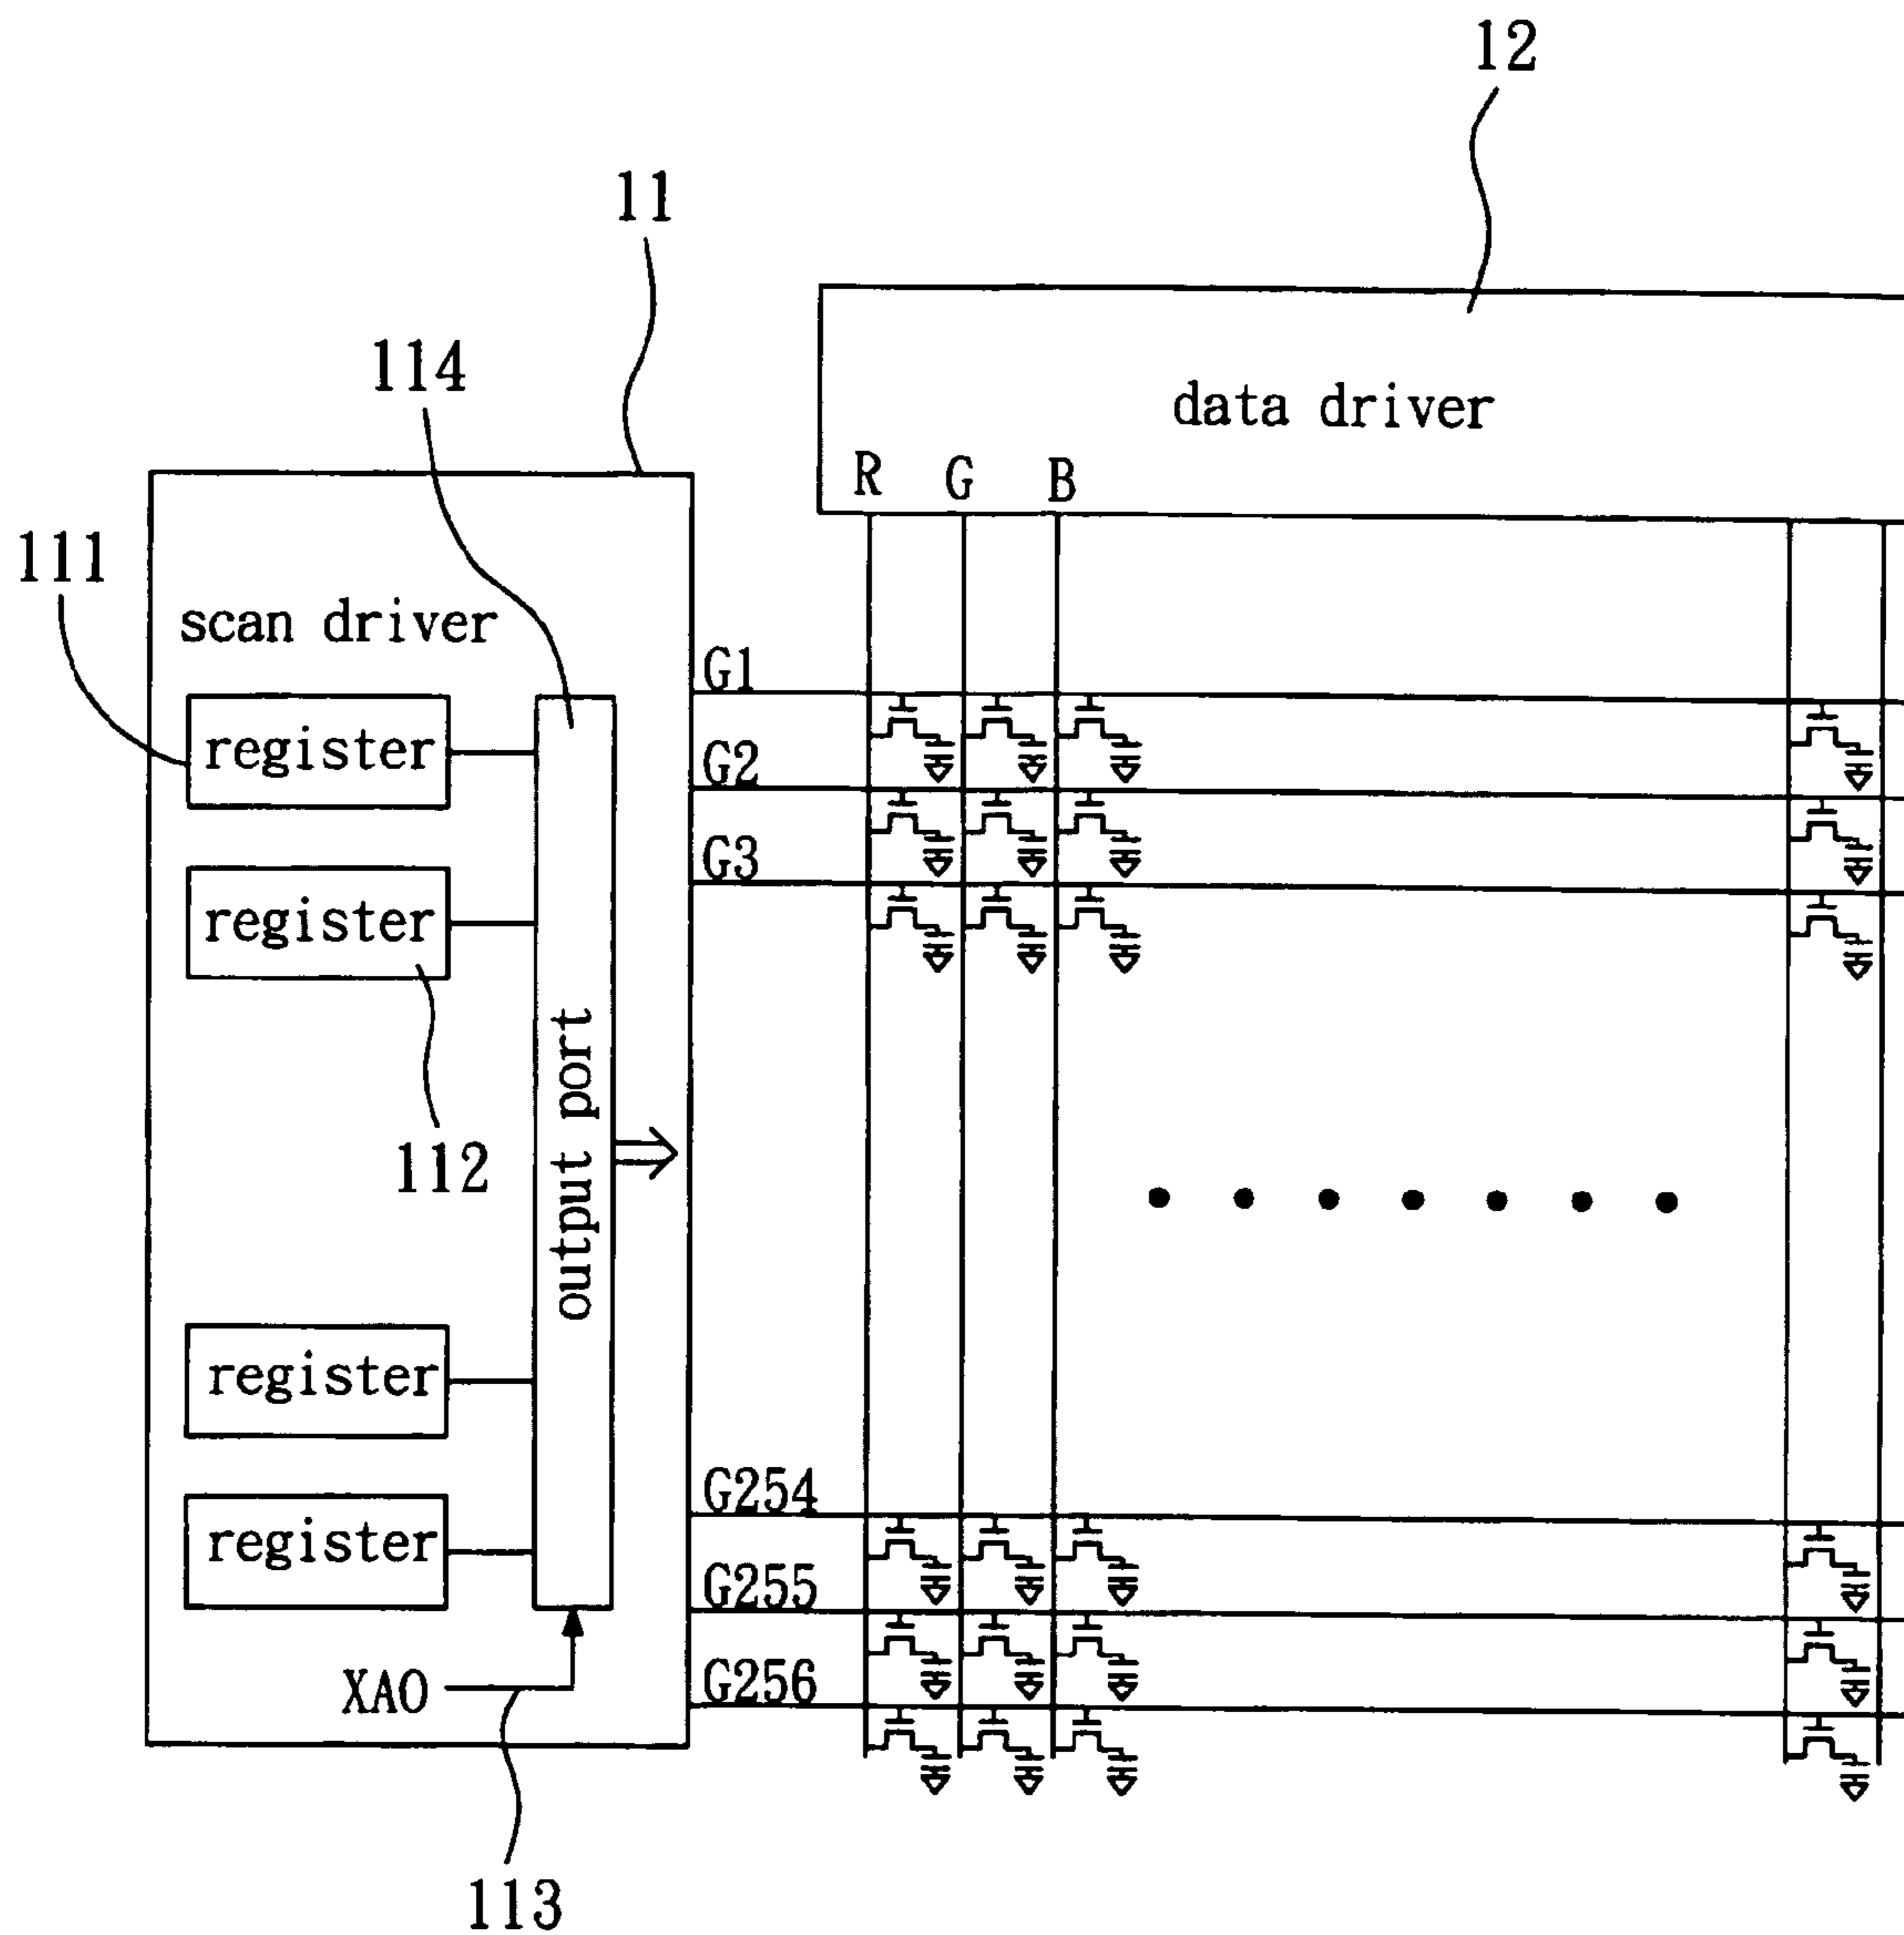 12
11
114
data driver
R G B
111
scan driver
G1
register
G2
G3
register
output port
112
register
G254
register
G255
XAO
G256
113